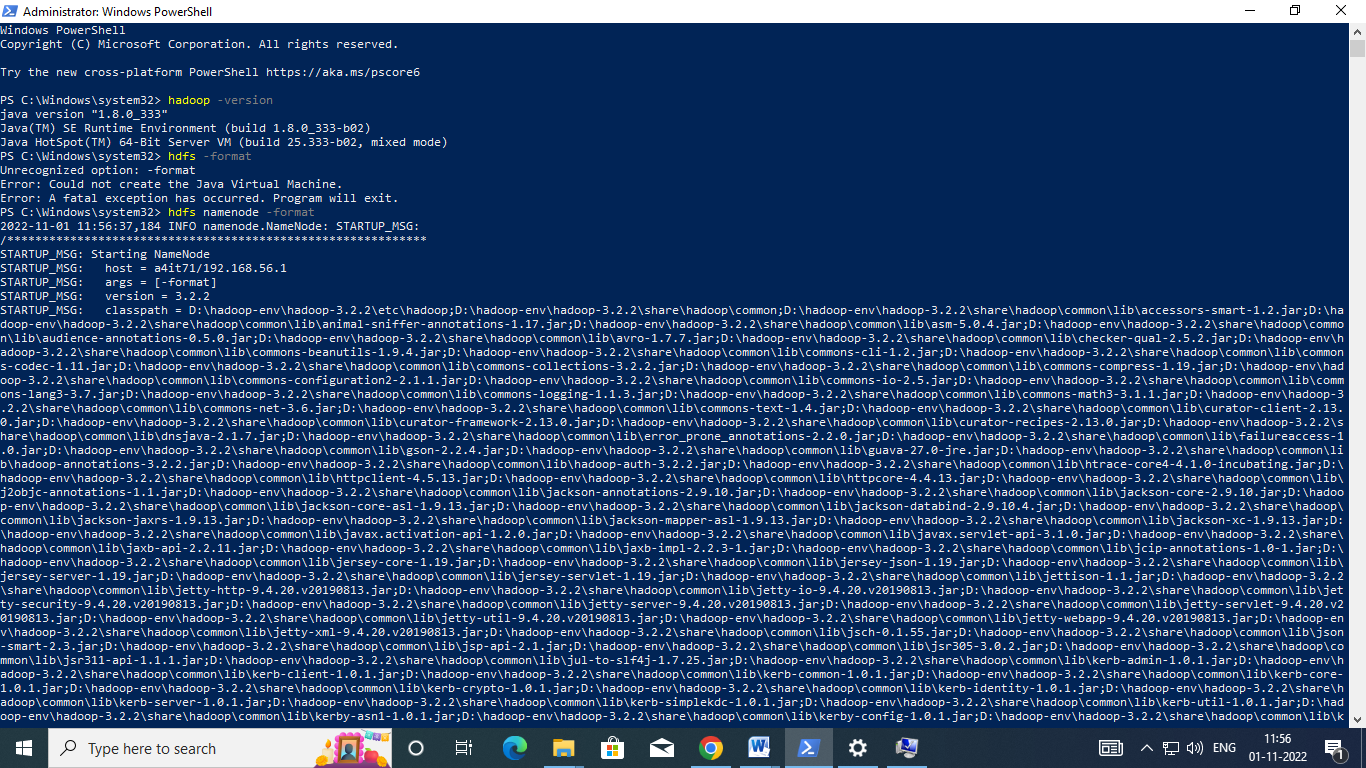 Administrator: Windows PowerShell
Windows PowerShell
Copyright (C) Microsoft Corporation. All rights reserved.
Try the new cross-platform PowerShell https://aka.ms/pscore6
PS C:\Windows\system32> hadoop -version
java version "1.8.0_333"
Java(TM) SE Runtime Environment (build 1.8.0_333-b02)
Java HotSpot(TM) 64-Bit Server VM (build 25.333-b02, mixed mode)
PS C:\Windows\system32> hdfs -format
Unrecognized option: -format
Error: Could not create the Java Virtual Machine.
Error: A fatal exception has occurred. Program will exit.
PS C:\Windows\system32> hdfs namenode -format
2022-11-01 11:56:37,184 INFO namenode.NameNode: STARTUP_MSG:
/************************************************************
STARTUP_MSG: Starting NameNode
STARTUP_MSG:   host = a4it71/192.168.56.1
STARTUP_MSG:   args = [-format]
STARTUP_MSG:   version = 3.2.2
STARTUP_MSG:   classpath = D:\hadoop-env\hadoop-3.2.2\etc\hadoop;D:\hadoop-env\hadoop-3.2.2\share\hadoop\common;D:\hadoop-env\hadoop-3.2.2\share\hadoop\common\lib\accessors-smart-1.2.jar;D:\ha
doop-env\hadoop-3.2.2\share\hadoop\common\lib\animal-sniffer-annotations-1.17.jar;D:\hadoop-env\hadoop-3.2.2\share\hadoop\common\lib\asm-5.0.4.jar;D:\hadoop-env\hadoop-3.2.2\share\hadoop\commo
n\lib\audience-annotations-0.5.0.jar;D:\hadoop-env\hadoop-3.2.2\share\hadoop\common\lib\avro-1.7.7.jar;D:\hadoop-env\hadoop-3.2.2\share\hadoop\common\lib\checker-qual-2.5.2.jar;D:\hadoop-env\h
adoop-3.2.2\share\hadoop\common\lib\commons-beanutils-1.9.4.jar;D:\hadoop-env\hadoop-3.2.2\share\hadoop\common\lib\commons-cli-1.2.jar;D:\hadoop-env\hadoop-3.2.2\share\hadoop\common\lib\common
s-codec-1.11.jar;D:\hadoop-env\hadoop-3.2.2\share\hadoop\common\lib\commons-collections-3.2.2.jar;D:\hadoop-env\hadoop-3.2.2\share\hadoop\common\lib\commons-compress-1.19.jar;D:\hadoop-env\had
oop-3.2.2\share\hadoop\common\lib\commons-configuration2-2.1.1.jar;D:\hadoop-env\hadoop-3.2.2\share\hadoop\common\lib\commons-io-2.5.jar;D:\hadoop-env\hadoop-3.2.2\share\hadoop\common\lib\comm
ons-lang3-3.7.jar;D:\hadoop-env\hadoop-3.2.2\share\hadoop\common\lib\commons-logging-1.1.3.jar;D:\hadoop-env\hadoop-3.2.2\share\hadoop\common\lib\commons-math3-3.1.1.jar;D:\hadoop-env\hadoop-3
.2.2\share\hadoop\common\lib\commons-net-3.6.jar;D:\hadoop-env\hadoop-3.2.2\share\hadoop\common\lib\commons-text-1.4.jar;D:\hadoop-env\hadoop-3.2.2\share\hadoop\common\lib\curator-client-2.13.
0.jar;D:\hadoop-env\hadoop-3.2.2\share\hadoop\common\lib\curator-framework-2.13.0.jar;D:\hadoop-env\hadoop-3.2.2\share\hadoop\common\lib\curator-recipes-2.13.0.jar;D:\hadoop-env\hadoop-3.2.2\s
hare\hadoop\common\lib\dnsjava-2.1.7.jar;D:\hadoop-env\hadoop-3.2.2\share\hadoop\common\lib\error_prone_annotations-2.2.0.jar;D:\hadoop-env\hadoop-3.2.2\share\hadoop\common\lib\failureaccess-1
.0.jar;D:\hadoop-env\hadoop-3.2.2\share\hadoop\common\lib\gson-2.2.4.jar;D:\hadoop-env\hadoop-3.2.2\share\hadoop\common\lib\guava-27.0-jre.jar;D:\hadoop-env\hadoop-3.2.2\share\hadoop\common\li
b\hadoop-annotations-3.2.2.jar;D:\hadoop-env\hadoop-3.2.2\share\hadoop\common\lib\hadoop-auth-3.2.2.jar;D:\hadoop-env\hadoop-3.2.2\share\hadoop\common\lib\htrace-core4-4.1.0-incubating.jar;D:\
hadoop-env\hadoop-3.2.2\share\hadoop\common\lib\httpclient-4.5.13.jar;D:\hadoop-env\hadoop-3.2.2\share\hadoop\common\lib\httpcore-4.4.13.jar;D:\hadoop-env\hadoop-3.2.2\share\hadoop\common\lib\
j2objc-annotations-1.1.jar;D:\hadoop-env\hadoop-3.2.2\share\hadoop\common\lib\jackson-annotations-2.9.10.jar;D:\hadoop-env\hadoop-3.2.2\share\hadoop\common\lib\jackson-core-2.9.10.jar;D:\hadoo
p-env\hadoop-3.2.2\share\hadoop\common\lib\jackson-core-asl-1.9.13.jar;D:\hadoop-env\hadoop-3.2.2\share\hadoop\common\lib\jackson-databind-2.9.10.4.jar;D:\hadoop-env\hadoop-3.2.2\share\hadoop\
common\lib\jackson-jaxrs-1.9.13.jar;D:\hadoop-env\hadoop-3.2.2\share\hadoop\common\lib\jackson-mapper-asl-1.9.13.jar;D:\hadoop-env\hadoop-3.2.2\share\hadoop\common\lib\jackson-xc-1.9.13.jar;D:
\hadoop-env\hadoop-3.2.2\share\hadoop\common\lib\javax.activation-api-1.2.0.jar;D:\hadoop-env\hadoop-3.2.2\share\hadoop\common\lib\javax.servlet-api-3.1.0.jar;D:\hadoop-env\hadoop-3.2.2\share\
hadoop\common\lib\jaxb-api-2.2.11.jar;D:\hadoop-env\hadoop-3.2.2\share\hadoop\common\lib\jaxb-impl-2.2.3-1.jar;D:\hadoop-env\hadoop-3.2.2\share\hadoop\common\lib\jcip-annotations-1.0-1.jar;D:\
hadoop-env\hadoop-3.2.2\share\hadoop\common\lib\jersey-core-1.19.jar;D:\hadoop-env\hadoop-3.2.2\share\hadoop\common\lib\jersey-json-1.19.jar;D:\hadoop-env\hadoop-3.2.2\share\hadoop\common\lib\
jersey-server-1.19.jar;D:\hadoop-env\hadoop-3.2.2\share\hadoop\common\lib\jersey-servlet-1.19.jar;D:\hadoop-env\hadoop-3.2.2\share\hadoop\common\lib\jettison-1.1.jar;D:\hadoop-env\hadoop-3.2.2
\share\hadoop\common\lib\jetty-http-9.4.20.v20190813.jar;D:\hadoop-env\hadoop-3.2.2\share\hadoop\common\lib\jetty-io-9.4.20.v20190813.jar;D:\hadoop-env\hadoop-3.2.2\share\hadoop\common\lib\jet
ty-security-9.4.20.v20190813.jar;D:\hadoop-env\hadoop-3.2.2\share\hadoop\common\lib\jetty-server-9.4.20.v20190813.jar;D:\hadoop-env\hadoop-3.2.2\share\hadoop\common\lib\jetty-servlet-9.4.20.v2
0190813.jar;D:\hadoop-env\hadoop-3.2.2\share\hadoop\common\lib\jetty-util-9.4.20.v20190813.jar;D:\hadoop-env\hadoop-3.2.2\share\hadoop\common\lib\jetty-webapp-9.4.20.v20190813.jar;D:\hadoop-en
v\hadoop-3.2.2\share\hadoop\common\lib\jetty-xml-9.4.20.v20190813.jar;D:\hadoop-env\hadoop-3.2.2\share\hadoop\common\lib\jsch-0.1.55.jar;D:\hadoop-env\hadoop-3.2.2\share\hadoop\common\lib\json
-smart-2.3.jar;D:\hadoop-env\hadoop-3.2.2\share\hadoop\common\lib\jsp-api-2.1.jar;D:\hadoop-env\hadoop-3.2.2\share\hadoop\common\lib\jsr305-3.0.2.jar;D:\hadoop-env\hadoop-3.2.2\share\hadoop\co
mmon\lib\jsr311-api-1.1.1.jar;D:\hadoop-env\hadoop-3.2.2\share\hadoop\common\lib\jul-to-slf4j-1.7.25.jar;D:\hadoop-env\hadoop-3.2.2\share\hadoop\common\lib\kerb-admin-1.0.1.jar;D:\hadoop-env\h
adoop-3.2.2\share\hadoop\common\lib\kerb-client-1.0.1.jar;D:\hadoop-env\hadoop-3.2.2\share\hadoop\common\lib\kerb-common-1.0.1.jar;D:\hadoop-env\hadoop-3.2.2\share\hadoop\common\lib\kerb-core-
1.0.1.jar;D:\hadoop-env\hadoop-3.2.2\share\hadoop\common\lib\kerb-crypto-1.0.1.jar;D:\hadoop-env\hadoop-3.2.2\share\hadoop\common\lib\kerb-identity-1.0.1.jar;D:\hadoop-env\hadoop-3.2.2\share\h
adoop\common\lib\kerb-server-1.0.1.jar;D:\hadoop-env\hadoop-3.2.2\share\hadoop\common\lib\kerb-simplekdc-1.0.1.jar;D:\hadoop-env\hadoop-3.2.2\share\hadoop\common\lib\kerb-util-1.0.1.jar;D:\had
oop-env\hadoop-3.2.2\share\hadoop\common\lib\kerby-asn1-1.0.1.jar;D:\hadoop-env\hadoop-3.2.2\share\hadoop\common\lib\kerby-config-1.0.1.jar;D:\hadoop-env\hadoop-3.2.2\share\hadoop\common\lib\k
Type here to search
ENG
11:56
01-11-2022
1